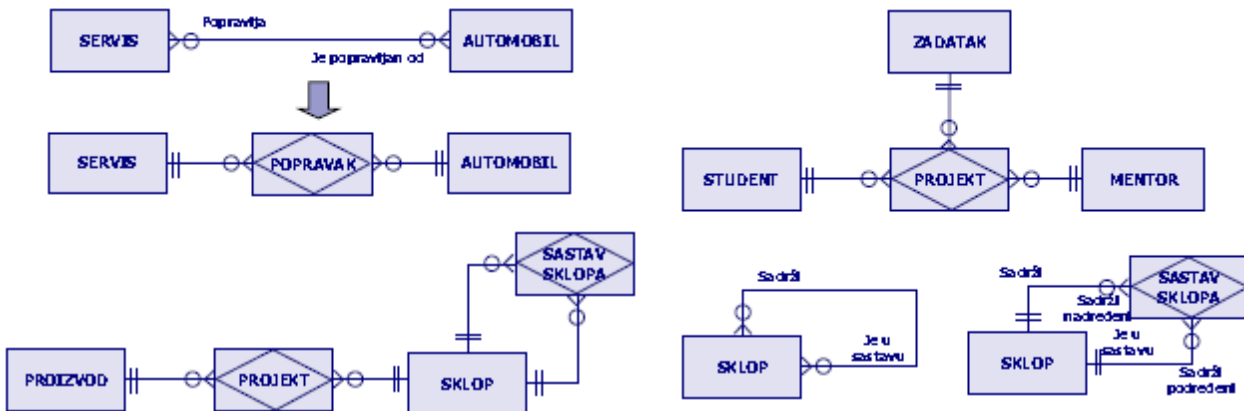 Popravlja
SERVIS
AUTOMOBIL
Je popravljan od
SERVIS
POPRAVAK
AUTOMOBIL
ZADATAK
STUDENT
PROJEKT
MENTOR
SASTAV
SKLOPA
PROIZVOD
PROJEKT
SKLOP
Sadrži
Je u
sastavu
SKLOP
Sadrži
SASTAV
SKLOPA
Sadrži
nadređeni
Je u
sastavu
SKLOP
Sadrži
podređeni